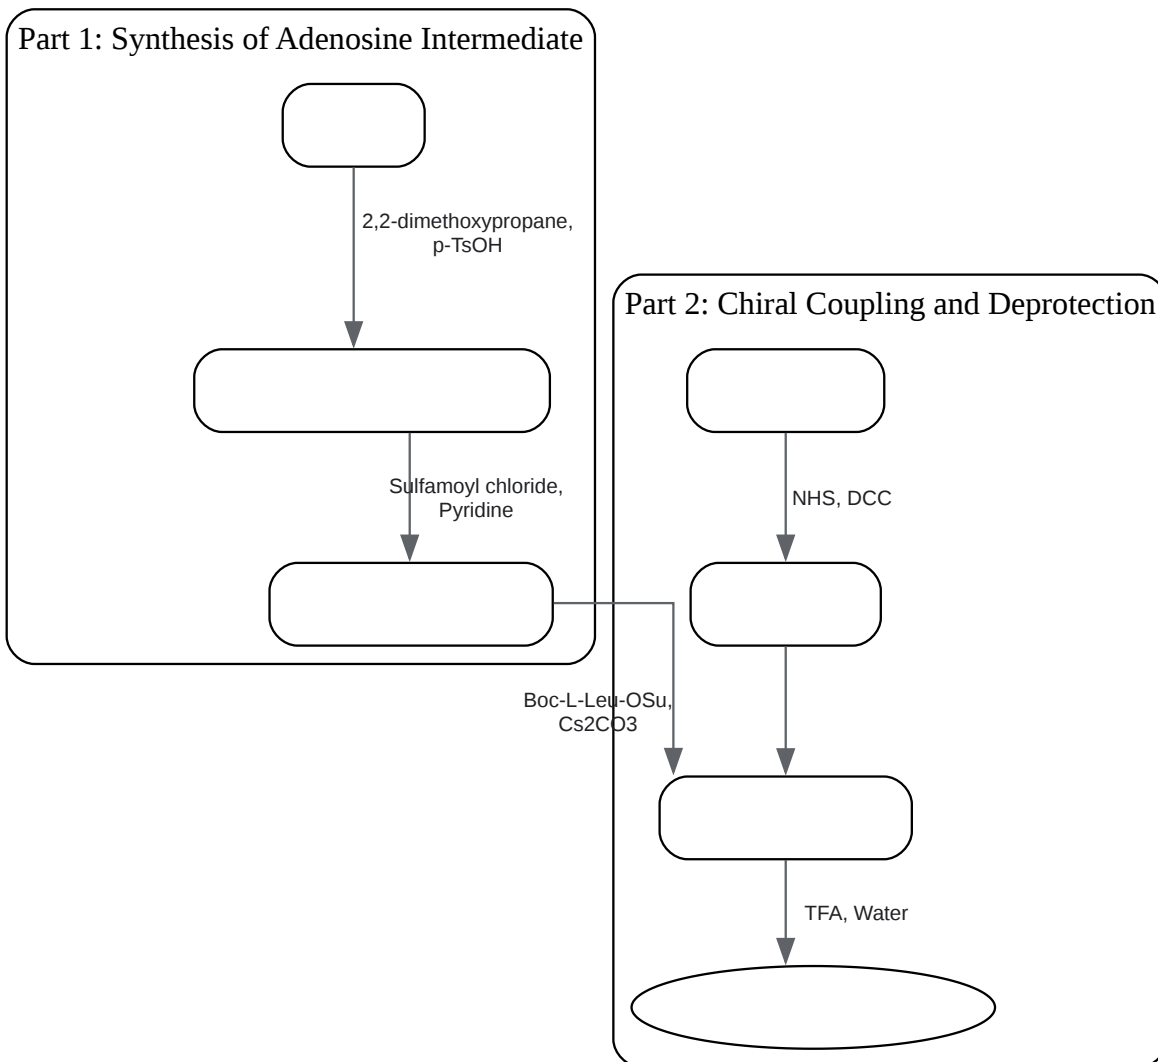 Part 1: Synthesis of Adenosine Intermediate
2,2-dimethoxypropane,
p-TsOH
Sulfamoyl chloride,
Pyridine
Part 2: Chiral Coupling and Deprotection
NHS, DCC
Boc-L-Leu-OSu,
Cs2CO3
TFA, Water